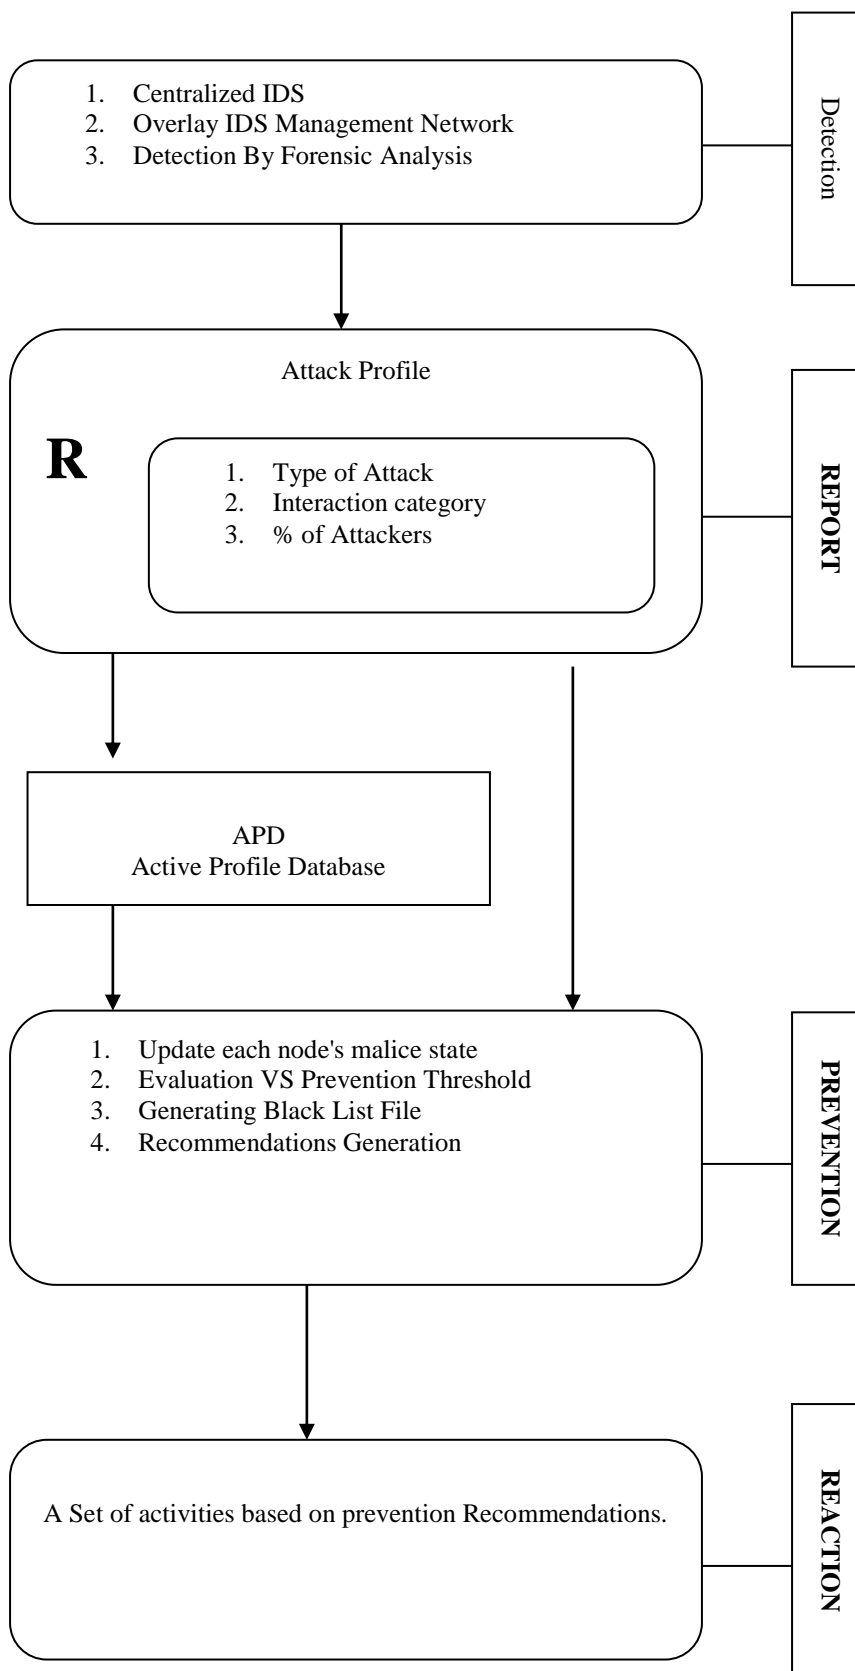 1. Centralized IDS
2. Overlay IDS Management Network
3. Detection By Forensic Analysis
Detection
Attack Profile
R
1. Type of Attack
2. Interaction category
3. % of Attackers
REPORT
APD
Active Profile Database
1. Update each node's malice state
2. Evaluation VS Prevention Threshold
3. Generating Black List File
4. Recommendations Generation
PREVENTION
A Set of activities based on prevention Recommendations.
REACTION